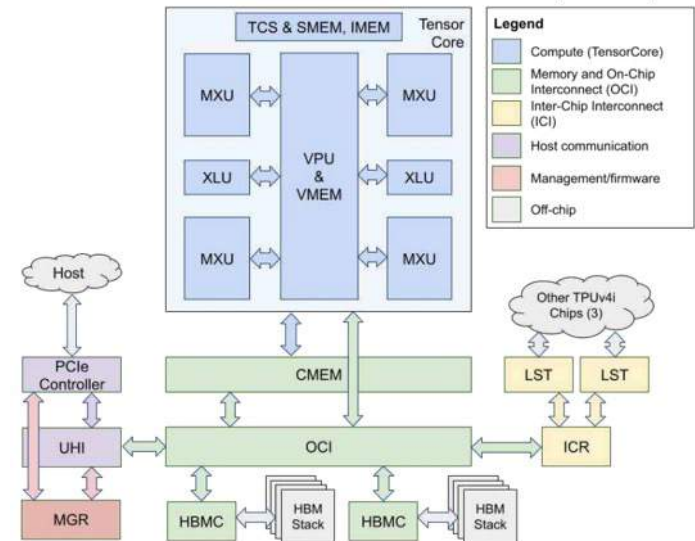 TCS & SMEM, IMEM
Tensor
Core
MXU
MXU
XLU
VPU
&
VMEM
XLU
MXU
MXU
Legend
Compute (TensorCore)
Memory and On-Chip
Interconnect (OCI)
Inter-Chip Interconnect
(ICI)
Host communication
Management/firmware
Off-chip
Host
Other TPUv4i
Chips (3)
PCIe
Controller
CMEM
LST
LST
UHI
OCI
ICR
MGR
HBMC
HBM
Stack
HBMC
HBM
Stack